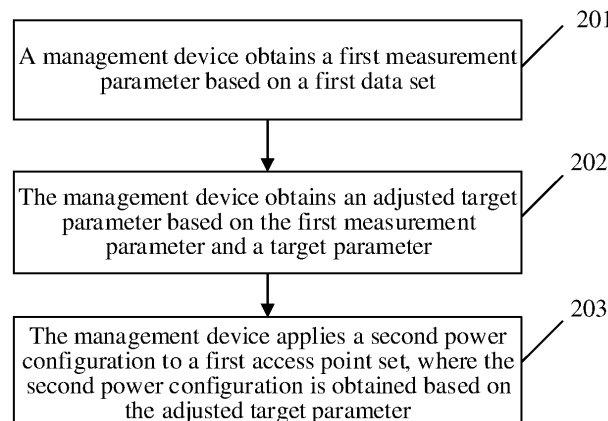 201
A management device obtains a first measurement
parameter based on a first data set
202
The management device obtains an adjusted target
parameter based on the first measurement
parameter and a target parameter
203
The management device applies a second power
configuration to a first access point set, where the
second power configuration is obtained based on
the adjusted target parameter